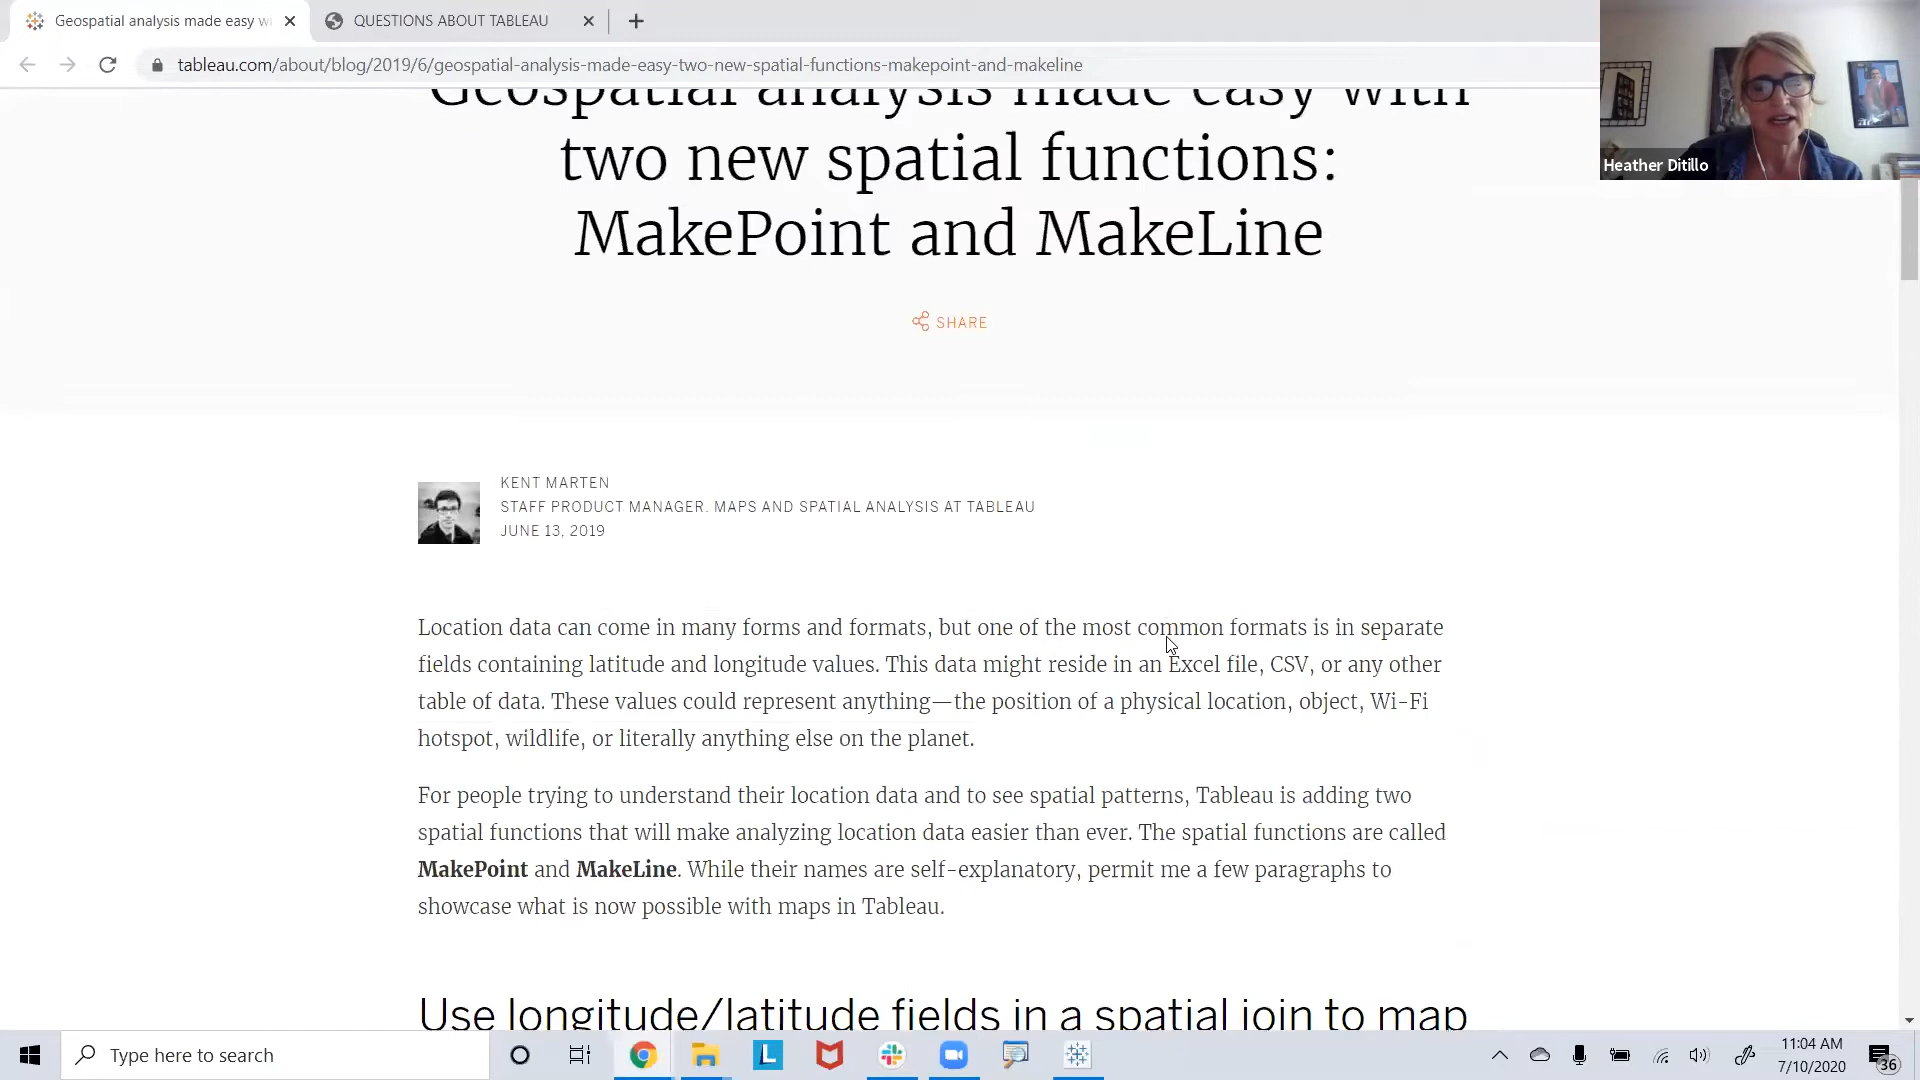 Geospatial analysis made easy wi
QUESTIONS ABOUT TABLEAU
tableau.com/about/blog/2019/6/geospatial-analysis-made-easy-two-new-spatial-functions-makepoint-and-makeline
Heather Ditillo
Geospatial analysis made easy with
two new spatial functions:
MakePoint and MakeLine
SHARE
KENT MARTEN
STAFF PRODUCT MANAGER. MAPS AND SPATIAL ANALYSIS AT TABLEAU
JUNE 13, 2019
Location data can come in many forms and formats, but one of the most common formats is in separate
fields containing latitude and longitude values. This data might reside in an Excel file, CSV, or any other
table of data. These values could represent anything—the position of a physical location, object, Wi-Fi
hotspot, wildlife, or literally anything else on the planet.
For people trying to understand their location data and to see spatial patterns, Tableau is adding two
spatial functions that will make analyzing location data easier than ever. The spatial functions are called
MakePoint and MakeLine. While their names are self-explanatory, permit me a few paragraphs to
showcase what is now possible with maps in Tableau.
Use longitude/latitude fields in a spatial join to map
Type here to search
L
11:04 AM
7/10/2020
36